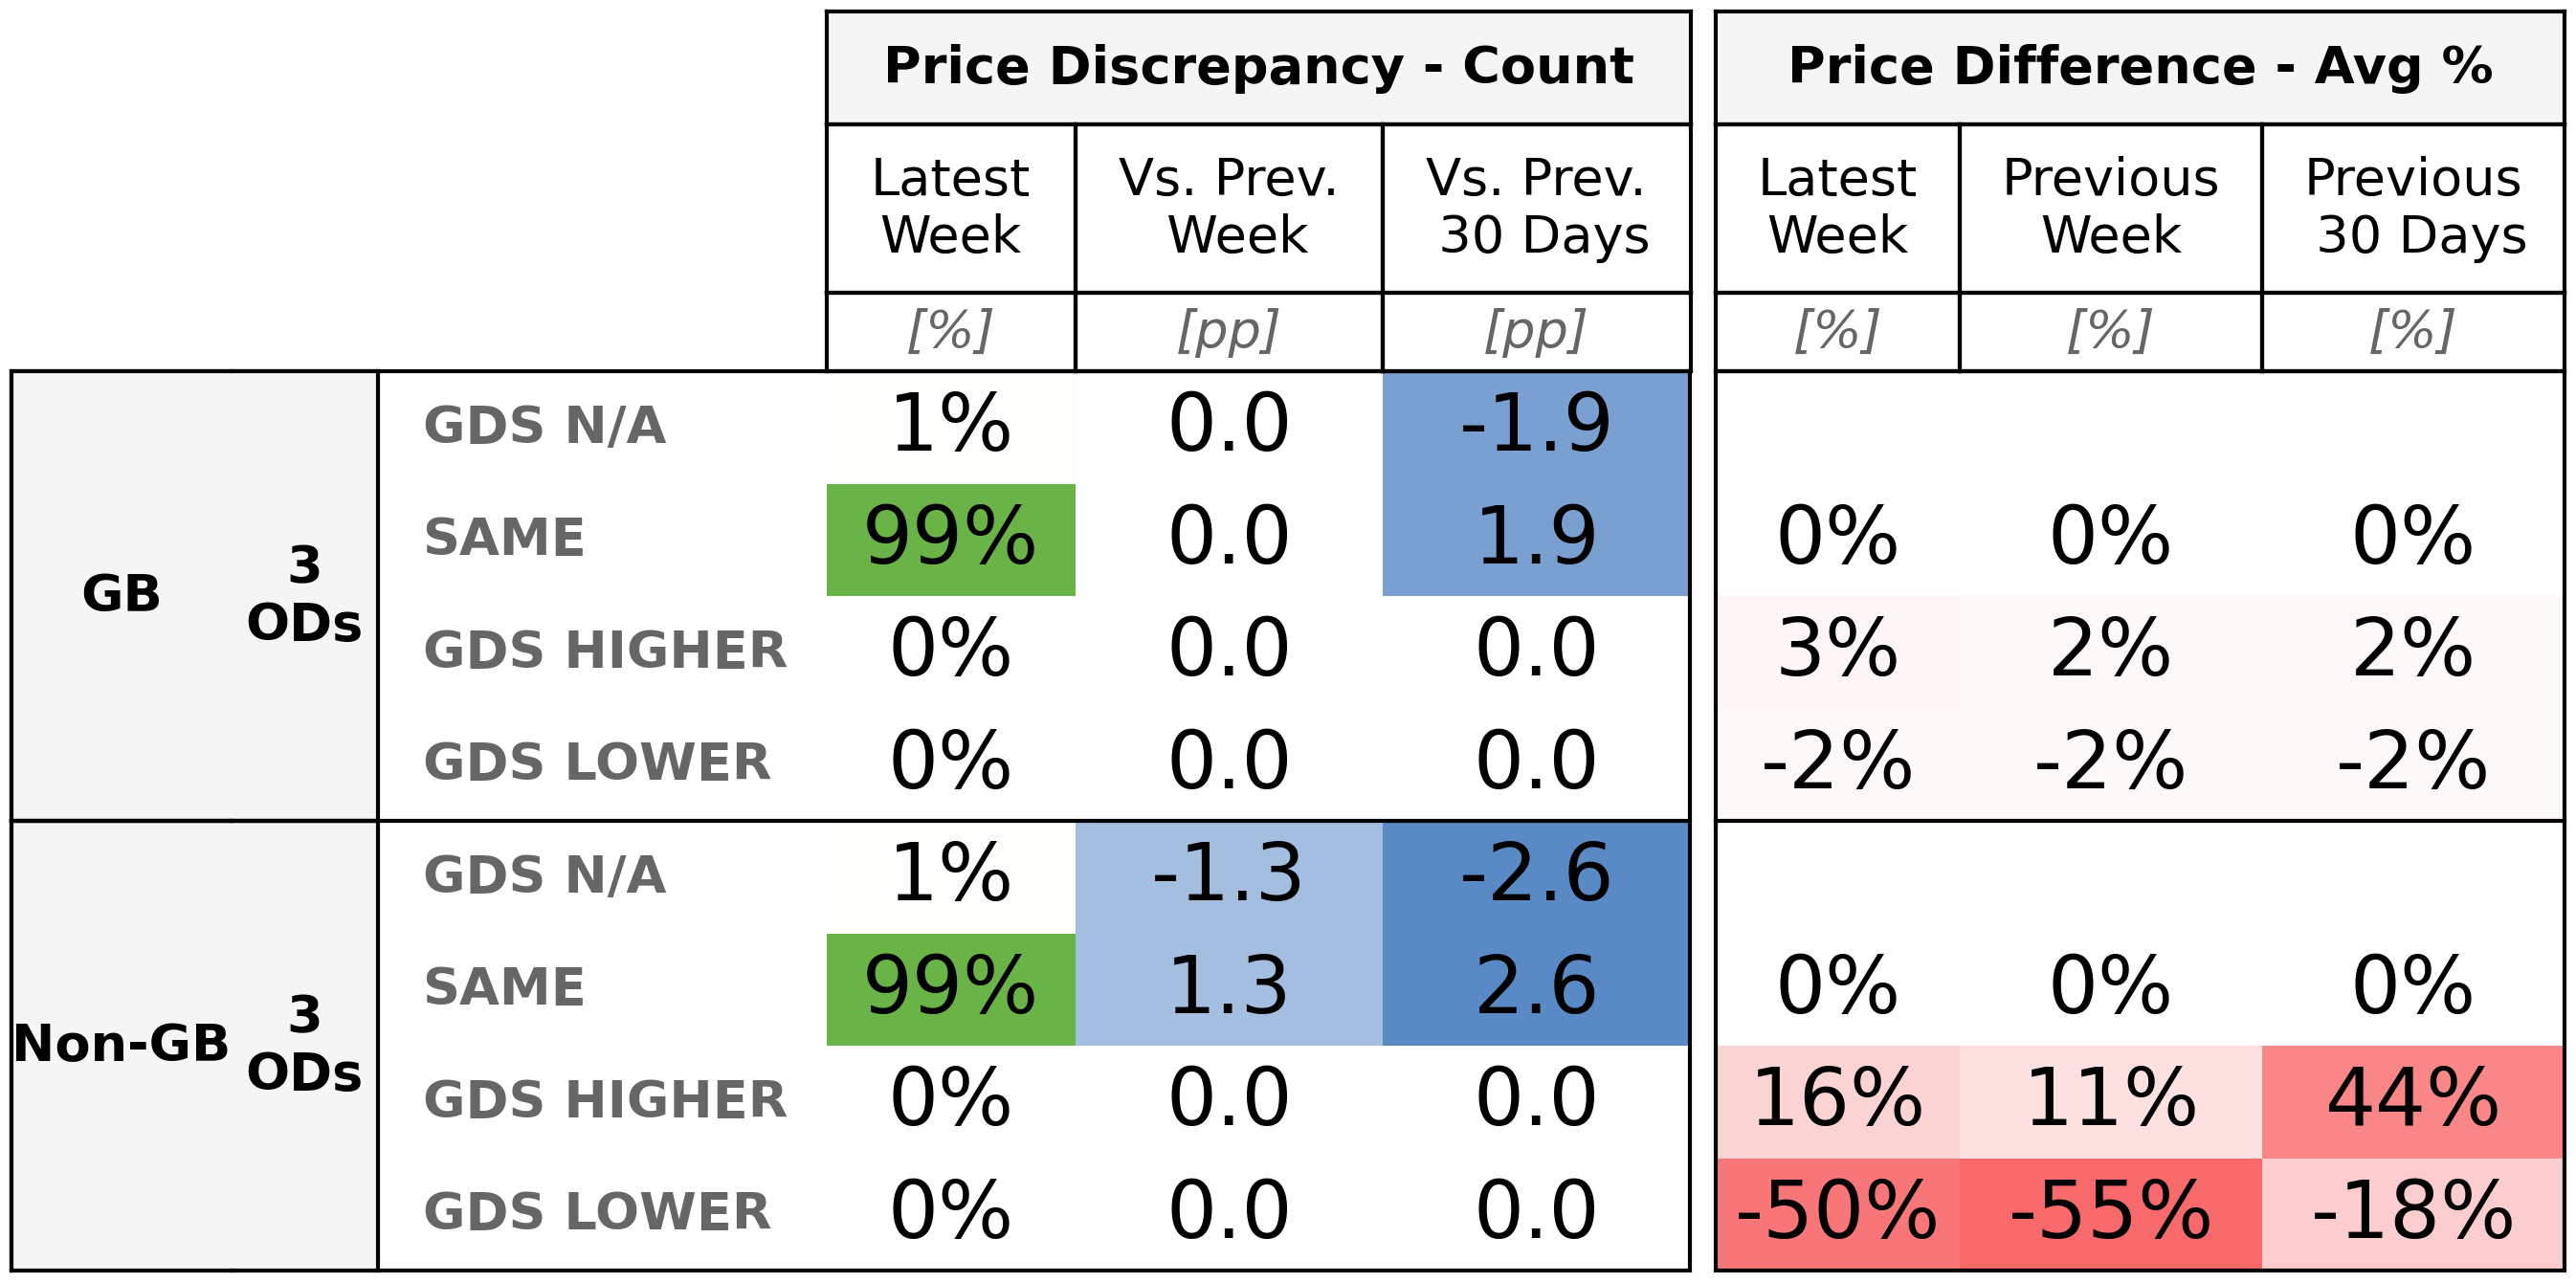 Price Discrepancy - Count Price Difference - Avg %
Latest Week Vs. Prev. Week Vs. Prev. 30 Days Latest Week Previous Week Previous 30 Days
[%] [pp] [pp] [%] [%] [%]
GB 3 ODs
GDS N/A 1% 0.0 -1.9
SAME 99% 0.0 1.9 0% 0% 0%
GDS HIGHER 0% 0.0 0.0 3% 2% 2%
GDS LOWER 0% 0.0 0.0 -2% -2% -2%
Non-GB 3 ODs
GDS N/A 1% -1.3 -2.6
SAME 99% 1.3 2.6 0% 0% 0%
GDS HIGHER 0% 0.0 0.0 16% 11% 44%
GDS LOWER 0% 0.0 0.0 -50% -55% -18%